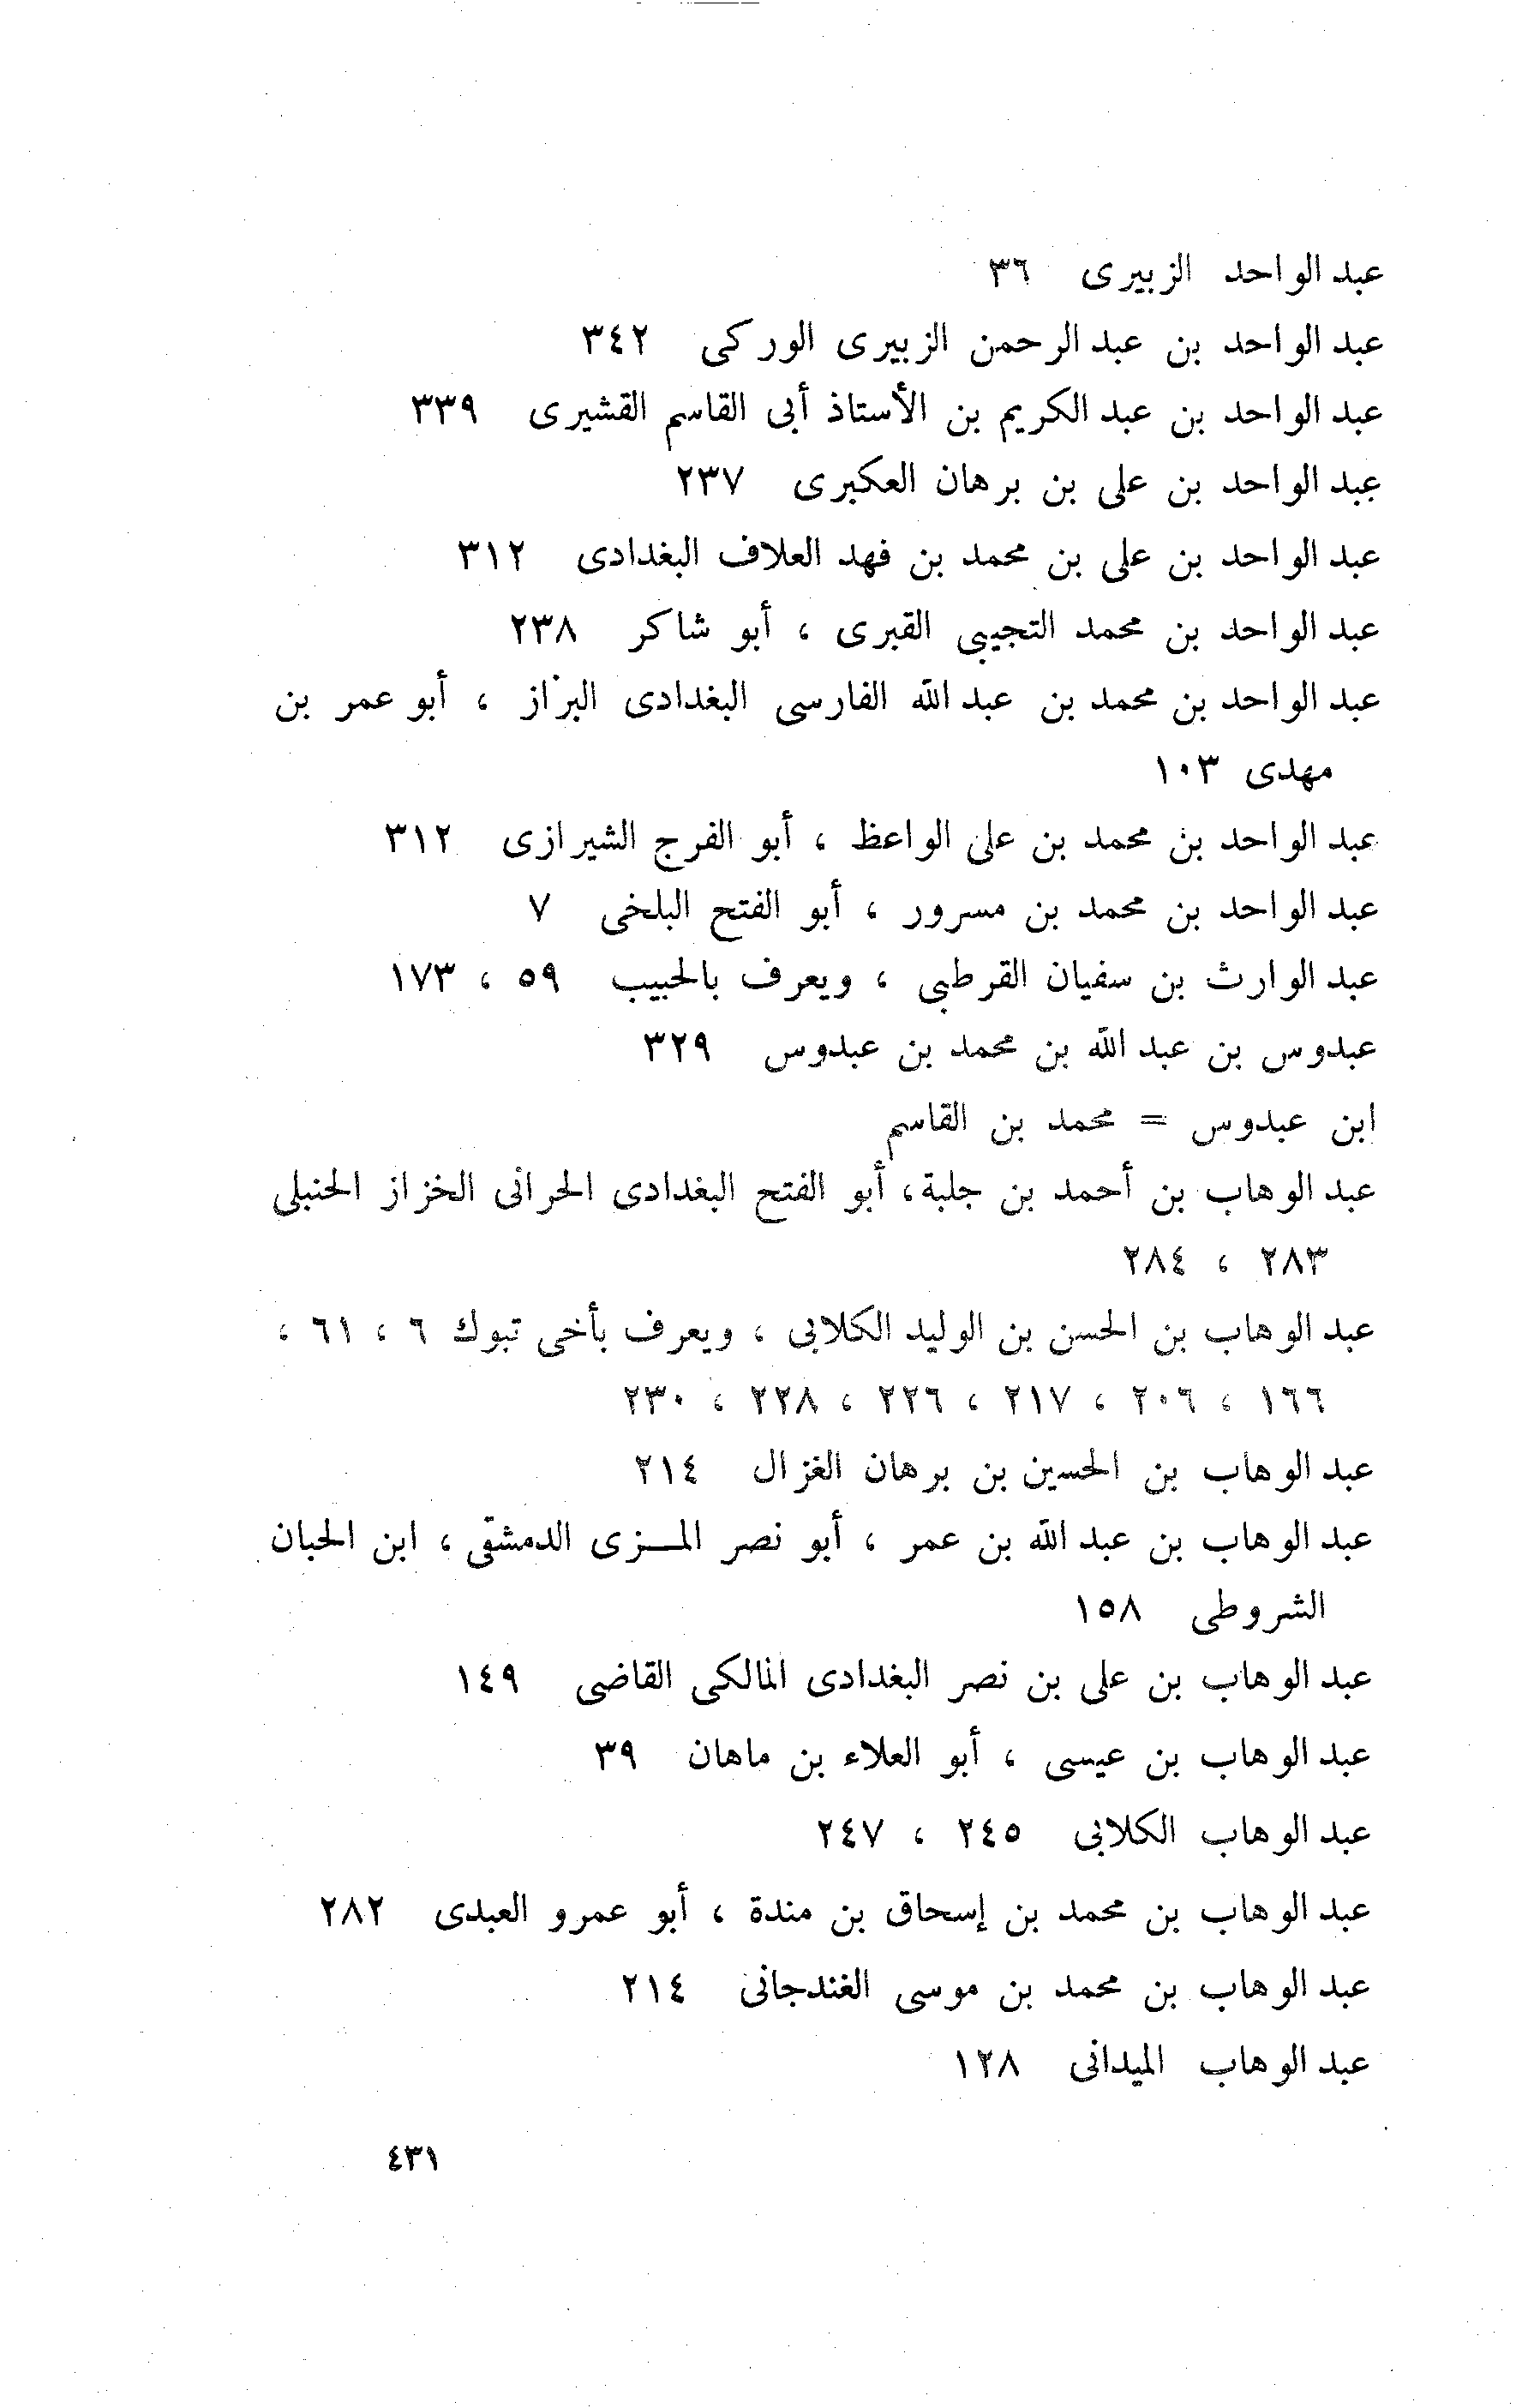 عبد الواحد الزبيرى ٣٦
عبد الواحد بن عبد الرحمن الزبيرى الوركى ٣٤٢
عبد الواحد بن عبد الكريم بن الأستاذ أبى القاسم القشيرى ٣٣٩
عبد الواحد بن على بن برهان العكبرى ٢٣٧
عبد الواحد بن على بن محمد بن فهد العلاف البغدادى ٣١٢
عبد الواحد بن محمد التجيبى القبرى ، أبو شاكر ٢٣٨
عبد الواحد بن محمد بن عبد الله الفارسى البغدادى البزاز ، أبو عمر بن
مهدى ١٠٣
عبد الواحد بن محمد بن على الواعظ ، أبو الفرج الشيرازى ٣١٢
عبد الواحد بن محمد بن مسرور ، أبو الفتح البلخى ٧
عبد الوارث بن سفيان القرطبى ، ويعرف بالحبيب ٥٩ ، ١٧٣
عبدوس بن عبد الله بن محمد بن عبدوس ٣٢٩
ابن عبدوس = محمد بن القاسم
عبد الوهاب بن أحمد بن جلبة ، أبو الفتح البغدادى الحرانى الخزاز الحنبلى
٢٨٣ ، ٢٨٤
عبد الوهاب بن الحسن بن الوليد الكلابى ، ويعرف بأخى تبوك ٦ ، ٦١ ،
١٦٦ ، ٢٠٦ ، ٢١٧ ، ٢٢٦ ، ٢٢٨ ، ٢٣٠
عبد الوهاب بن الحسين بن برهان الغزال ٢١٤
عبد الوهاب بن عبد الله بن عمر ، أبو نصر المـــزى الدمشقى ، ابن الحبان
الشروطى ١٥٨
عبد الوهاب بن على بن نصر البغدادى المالكى القاضى ١٤٩
عبد الوهاب بن عيسى ، أبو العلاء بن ماهان ٣٩
عبد الوهاب الكلابى ٢٤٥ ، ٢٤٧
عبد الوهاب بن محمد بن إسحاق بن مندة ، أبو عمرو العبدى ٢٨٢
عبد الوهاب بن محمد بن موسى الغندجانى ٢١٤
عبد الوهاب الميدانى ١٢٨
٤٣١